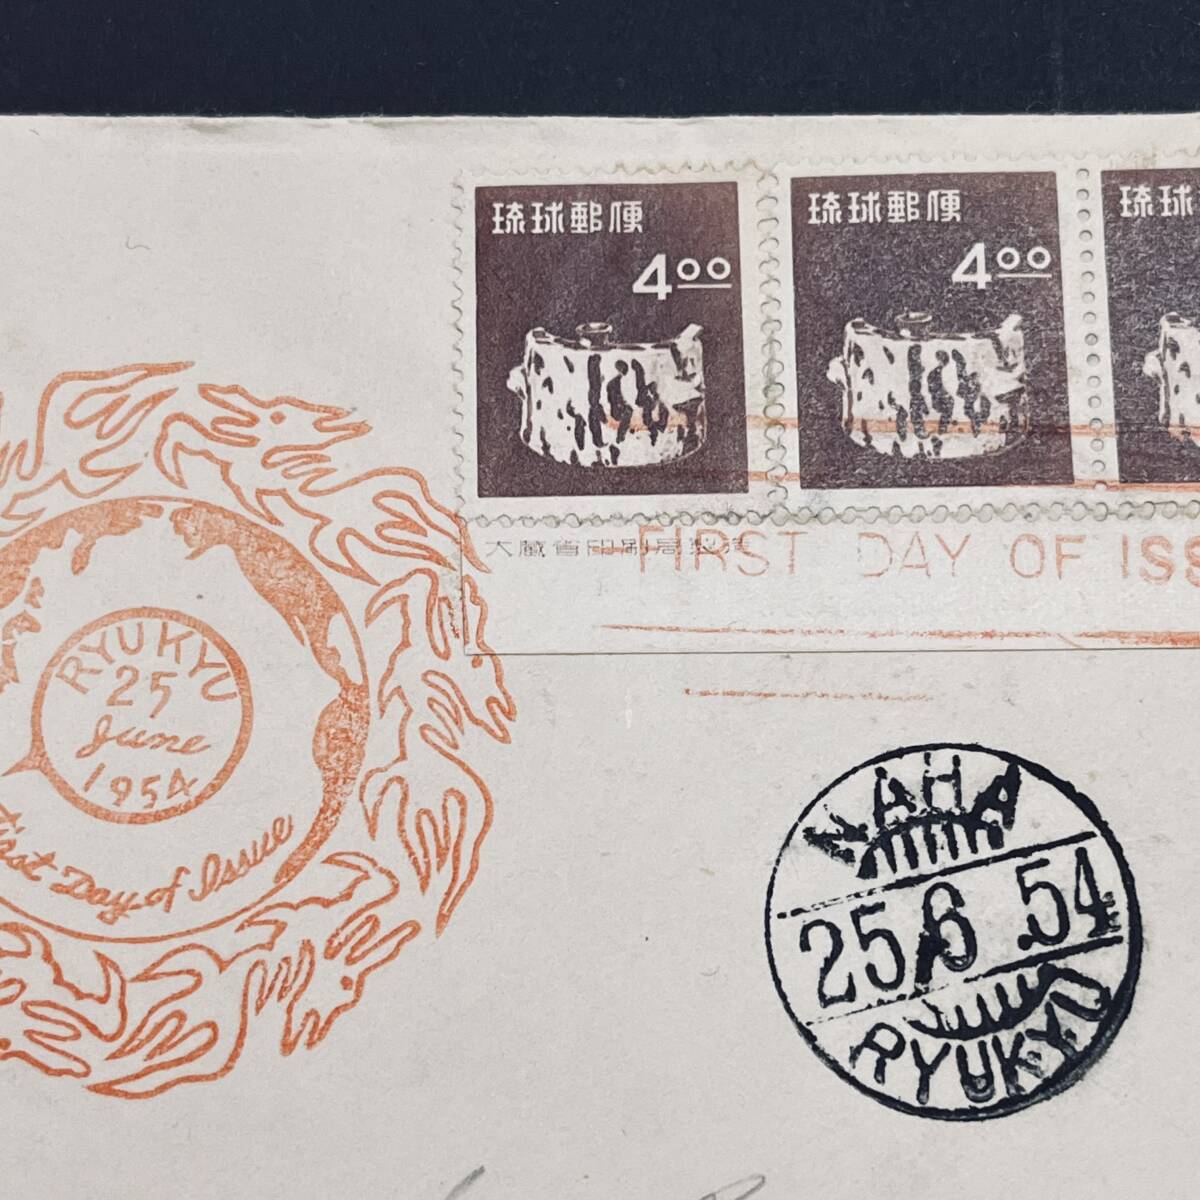 琉球郵便
4.00
琉球郵便
4.00
琉球
大蔵省印刷局製造
FIRST DAY OF ISS
RYUKYU
25
June
1954
First Day of Issue
NAHA
25.6.54
RYUKYU